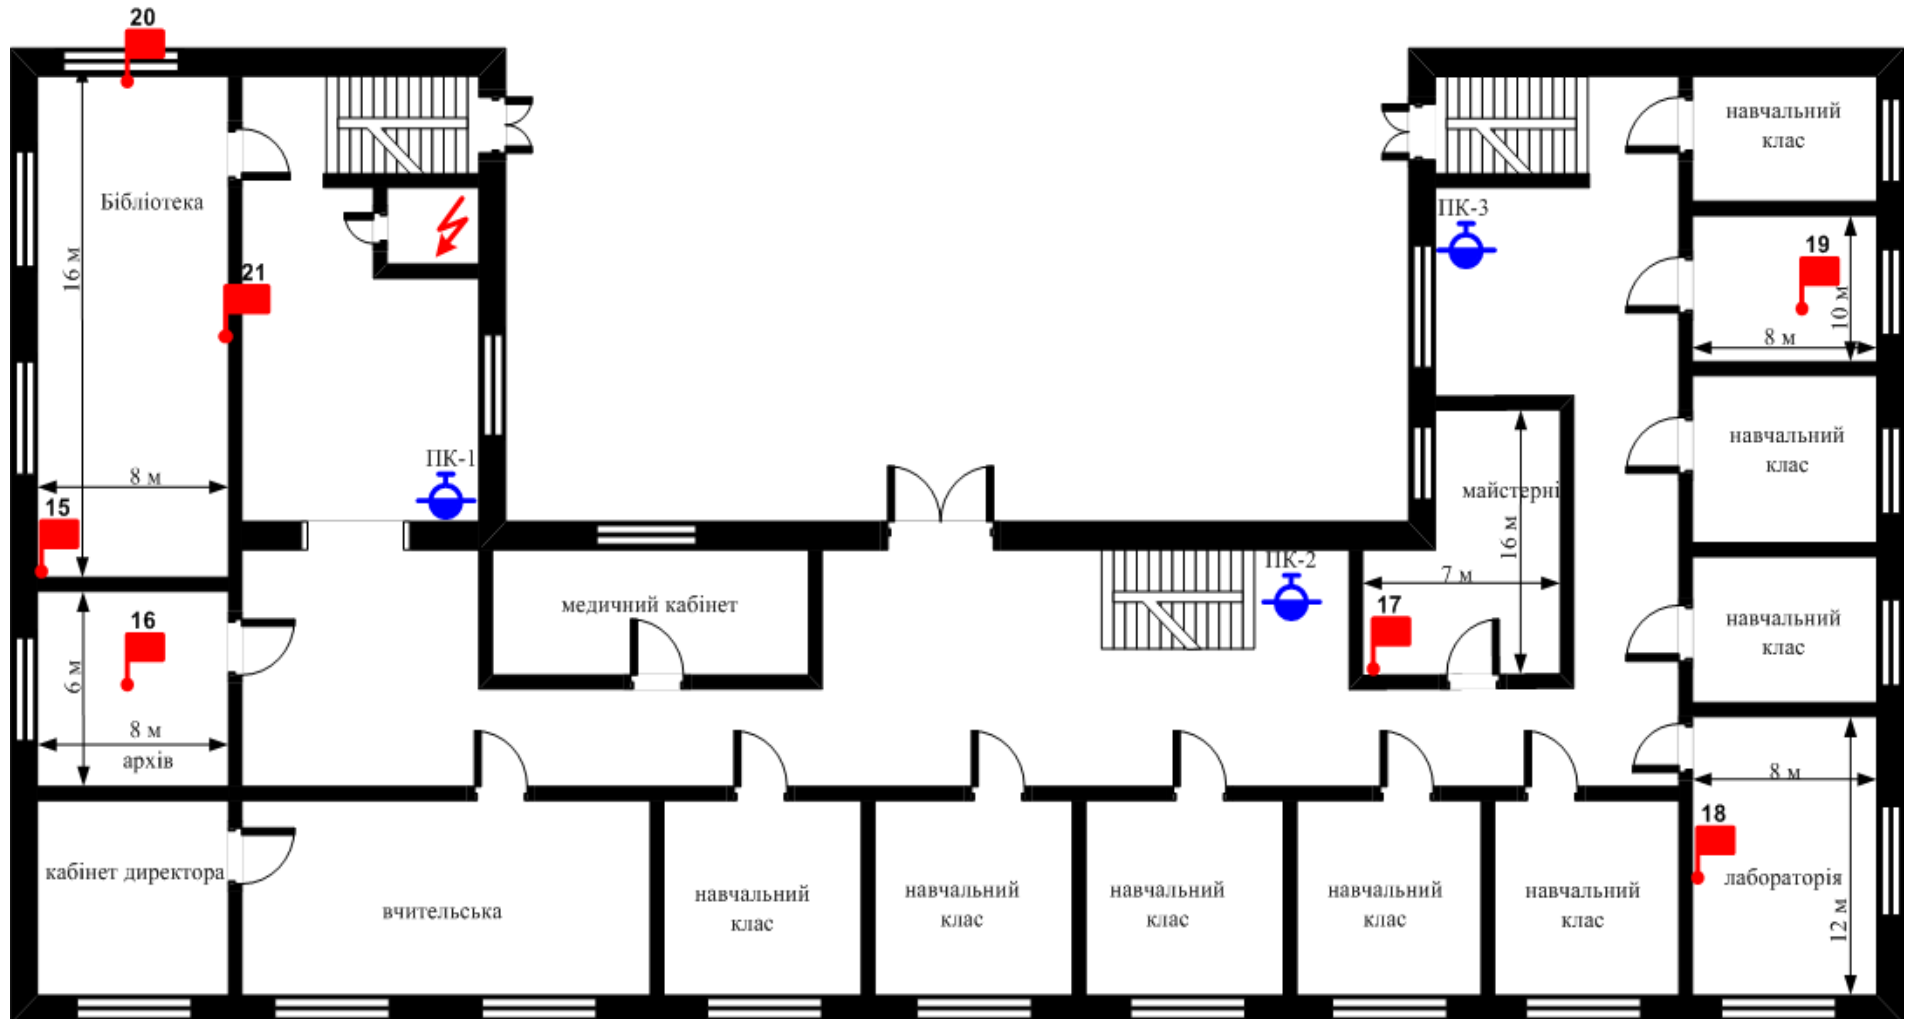 20
навчальний
клас
Бібліотека
ПК-3
19
16 м
21
10 м
8 м
навчальний
клас
ПК-1
8 м
майстерні
15
16 м
ПК-2
7 м
медичний кабінет
17
16
навчальний
клас
6 м
8 м
архів
8 м
18
кабінет директора
лабораторія
вчительська
навчальний
клас
навчальний
клас
навчальний
клас
навчальний
клас
навчальний
клас
12 м